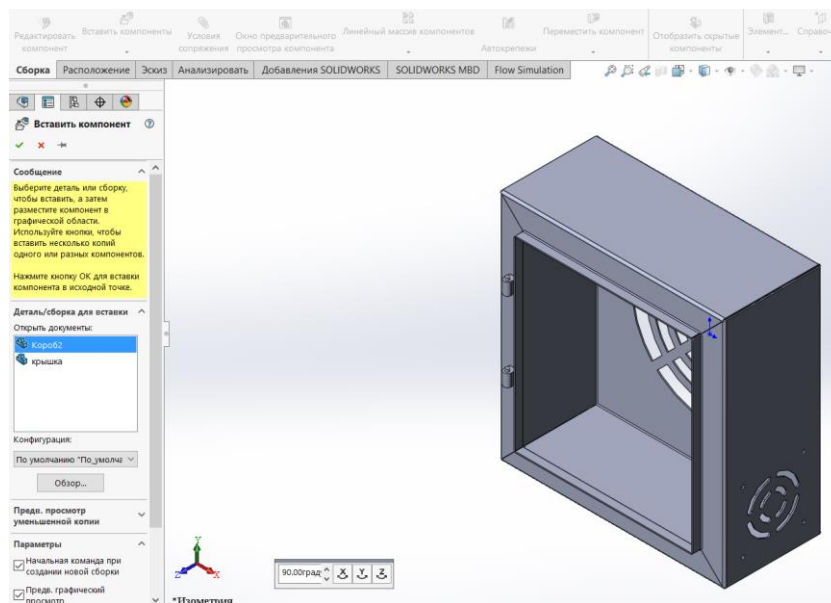 Редактировать компонент
Вставить компоненты
Условия сопряжения
Окно предварительного просмотра компонента
Линейный массив компонентов
Автокрепежи
Переместить компонент
Отобразить скрытые компоненты
Элемент...
Справоч
Сборка
Расположение
Эскиз
Анализировать
Добавления SOLIDWORKS
SOLIDWORKS MBD
Flow Simulation
Вставить компонент
Сообщение
Выберите деталь или сборку,
чтобы вставить, а затем
разместите компонент в
графической области.
Используйте кнопки, чтобы
вставить несколько копий
одного или разных компонентов.
Нажмите кнопку ОК для вставки
компонента в исходной точке.
Деталь/сборка для вставки
Открыть документы:
Короб2
крышка
Конфигурация:
По умолчанию "По_умолча
Обзор...
Предв. просмотр
уменьшенной копии
Параметры
Начальная команда при
создании новой сборки
Предв. графический
просмотр
Y
Z
X
90.00град
X
Y
Z
*Изометрия